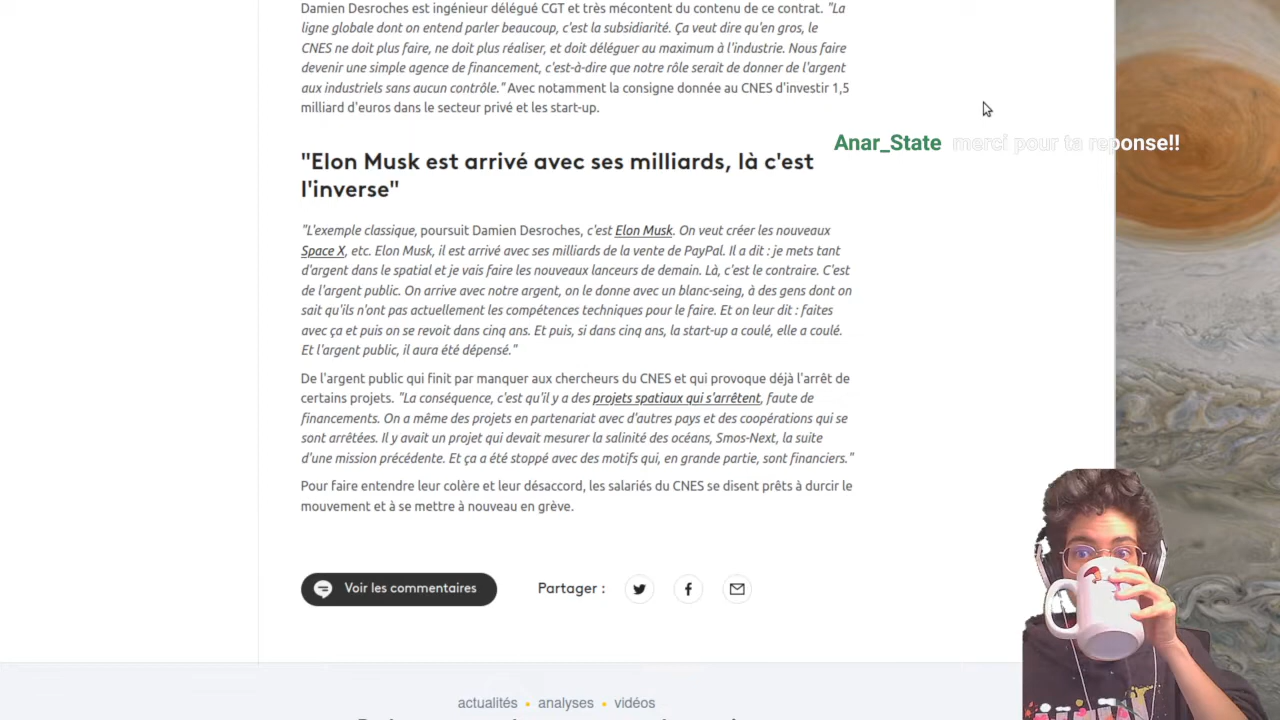 Damien Desroches est ingénieur délégué CGT et très mécontent du contenu de ce contrat. "La
ligne globale dont on entend parler beaucoup, c'est la subsidiarité. Ça veut dire qu'en gros, le
CNES ne doit plus faire, ne doit plus réaliser, et doit déléguer au maximum à l'industrie. Nous faire
devenir une simple agence de financement, c'est-à-dire que notre rôle serait de donner de l'argent
aux industriels sans aucun contrôle." Avec notamment la consigne donnée au CNES d'investir 1,5
milliard d'euros dans le secteur privé et les start-up.
Anar_State merci pour ta reponse!!
"Elon Musk est arrivé avec ses milliards, là c'est
l'inverse"
"L'exemple classique, poursuit Damien Desroches, c'est Elon Musk. On veut créer les nouveaux
Space X, etc. Elon Musk, il est arrivé avec ses milliards de la vente de PayPal. Il a dit : je mets tant
d'argent dans le spatial et je vais faire les nouveaux lanceurs de demain. Là, c'est le contraire. C'est
de l'argent public. On arrive avec notre argent, on le donne avec un blanc-seing, à des gens dont on
sait qu'ils n'ont pas actuellement les compétences techniques pour le faire. Et on leur dit : faites
avec ça et puis on se revoit dans cinq ans. Et puis, si dans cinq ans, la start-up a coulé, elle a coulé.
Et l'argent public, il aura été dépensé."
De l'argent public qui finit par manquer aux chercheurs du CNES et qui provoque déjà l'arrêt de
certains projets. "La conséquence, c'est qu'il y a des projets spatiaux qui s'arrêtent, faute de
financements. On a même des projets en partenariat avec d'autres pays et des coopérations qui se
sont arrêtées. Il y avait un projet qui devait mesurer la salinité des océans, Smos-Next, la suite
d'une mission précédente. Et ça a été stoppé avec des motifs qui, en grande partie, sont financiers."
Pour faire entendre leur colère et leur désaccord, les salariés du CNES se disent prêts à durcir le
mouvement et à se mettre à nouveau en grève.
Voir les commentaires
Partager :
actualités • analyses • vidéos